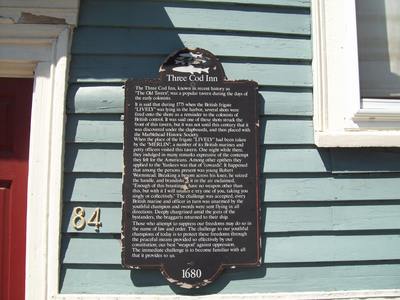 Three Cod Inn
The Three Cod Inn, known in recent history as
"The Old Tavern", was a popular tavern during the days of
the early colonists.
It is said that during 1775 when the British frigate
"LIVELY" was lying in the harbor, several shots were
fired onto the shore as a reminder to the colonists of
British control. It was said one of these shots struck the
front of this tavern, but it was not until this century that it
was discovered under the clapboards, and then placed with
the Marblehead Historic Society.
When the place of the frigate "LIVELY" had been taken
by the "MERLIN", a number of its British marines and
petty officers visited this tavern. One night while there,
they indulged in many remarks expressive of the contempt
they felt for the Americans. Among other epithets they
applied to the Yankees was that of "cowards". It happened
that among the persons present was young Robert
Wormstead. Breaking a broom across his knee, he seized
the handle, and brandishing it in the air exclaimed,
"Enough of this boasting, I have no weapon other than
this, but with it I will disarm every one of you, taking you
singly or collectively." The challenge was accepted, every
British marine and officer in turn was unarmed by the
youthful champion and swords were sent flying in all
directions. Deeply chagrined amid the jeers of the
bystanders, the braggarts returned to their ship.
Those who attempt to suppress our freedoms may do so in
the name of law and order. The challenge to our youthful
champions of today is to protect these freedoms through
the peaceful means provided so effectively by our
constitution; our best "weapon" against oppression.
The immediate challenge is to become familiar with all
that it provides to us.
1680
84